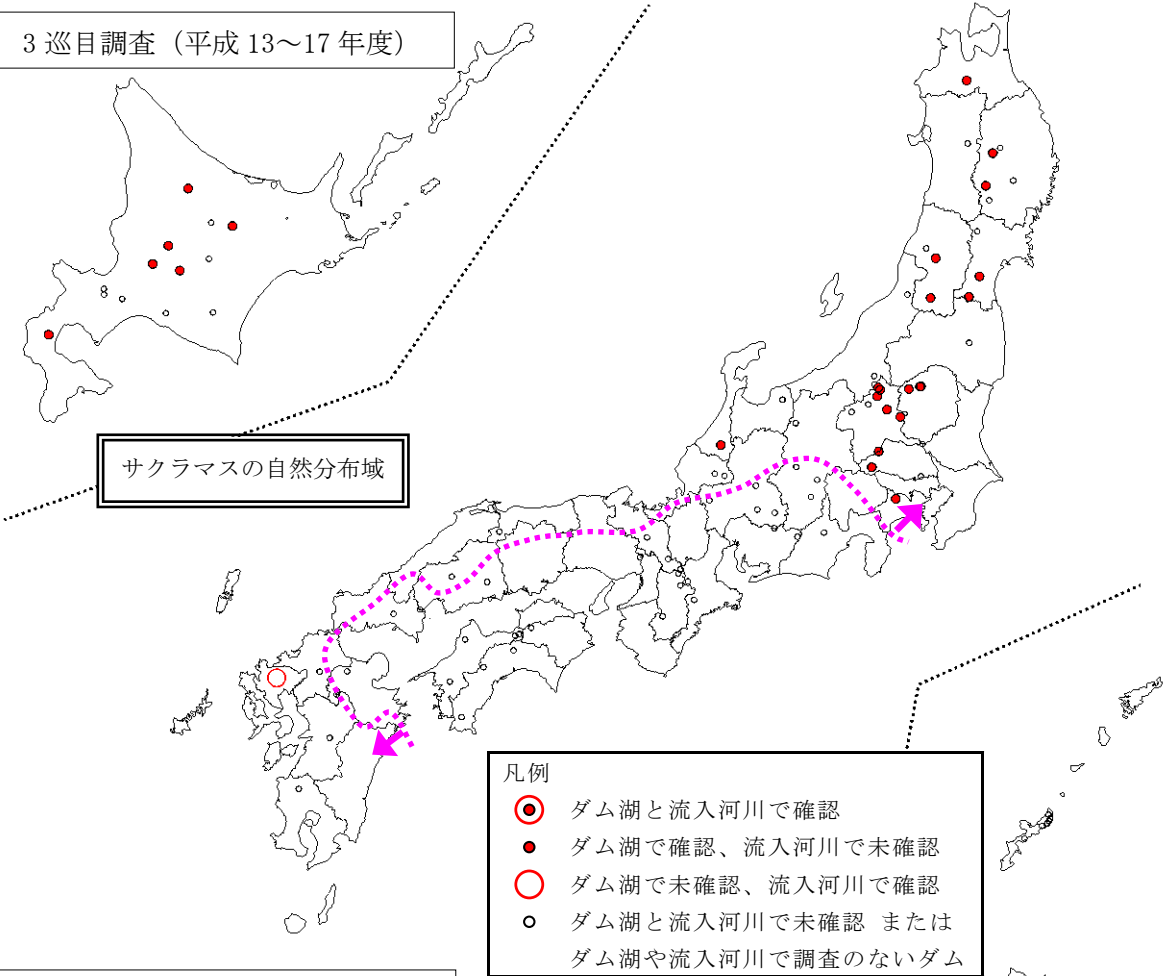 3 巡目調査（平成 13～17 年度）
サクラマスの自然分布域
凡例
ダム湖と流入河川で確認
ダム湖で確認、流入河川で未確認
ダム湖で未確認、流入河川で確認
ダム湖と流入河川で未確認 または
ダム湖や流入河川で調査のないダム